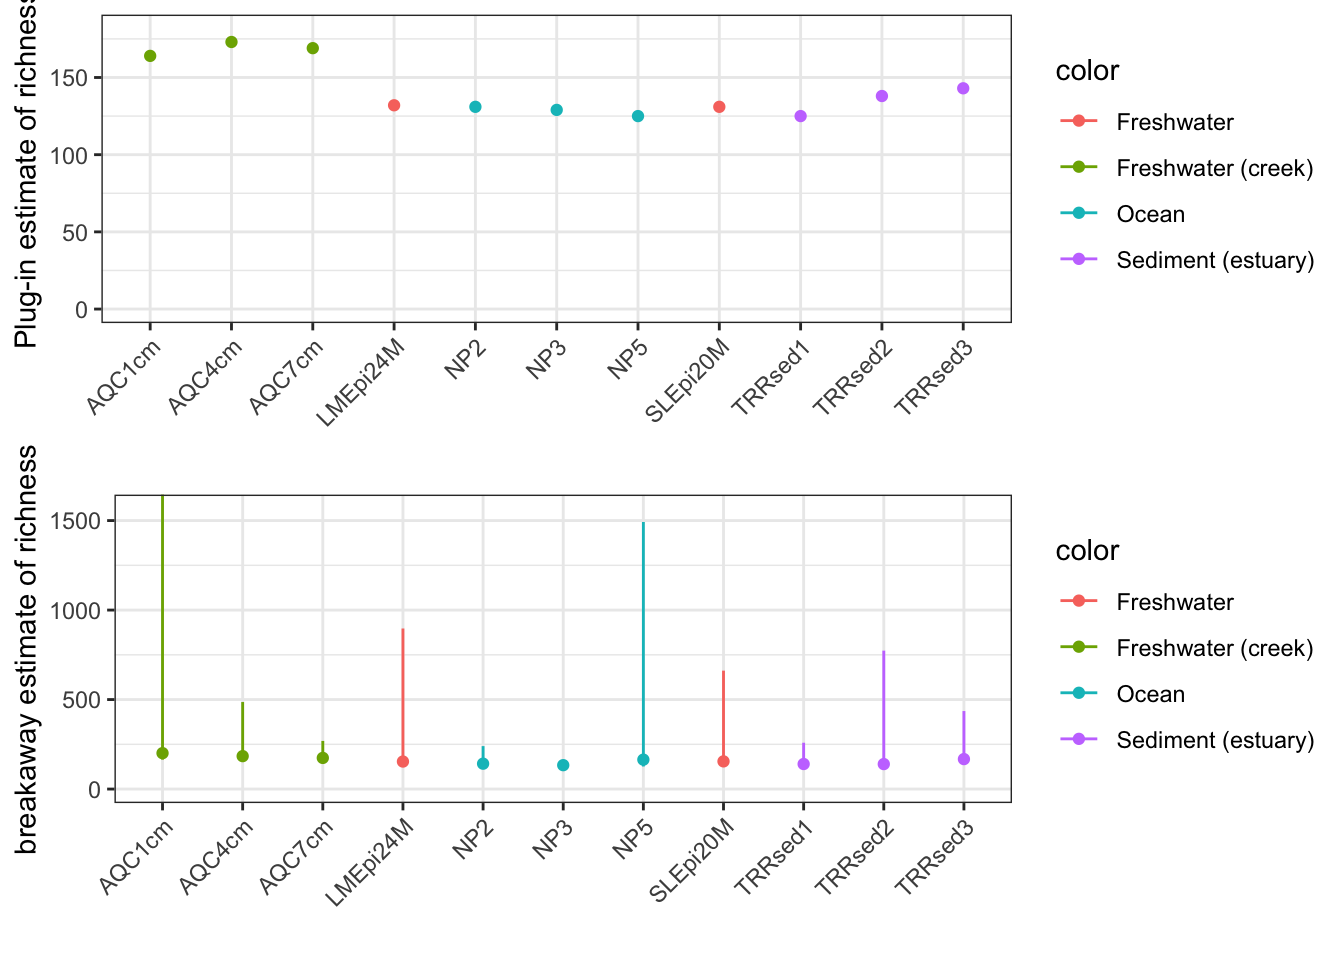 Plug-in estimate of richness
150
100
50
0
AQC1cm
AQC4cm
AQC7cm
LMEpi24M
NP2
NP3
NP5
SLEpi20M
TRRsed1
TRRsed2
TRRsed3
color
Freshwater
Freshwater (creek)
Ocean
Sediment (estuary)
breakaway estimate of richness
1500
1000
500
0
AQC1cm
AQC4cm
AQC7cm
LMEpi24M
NP2
NP3
NP5
SLEpi20M
TRRsed1
TRRsed2
TRRsed3
color
Freshwater
Freshwater (creek)
Ocean
Sediment (estuary)